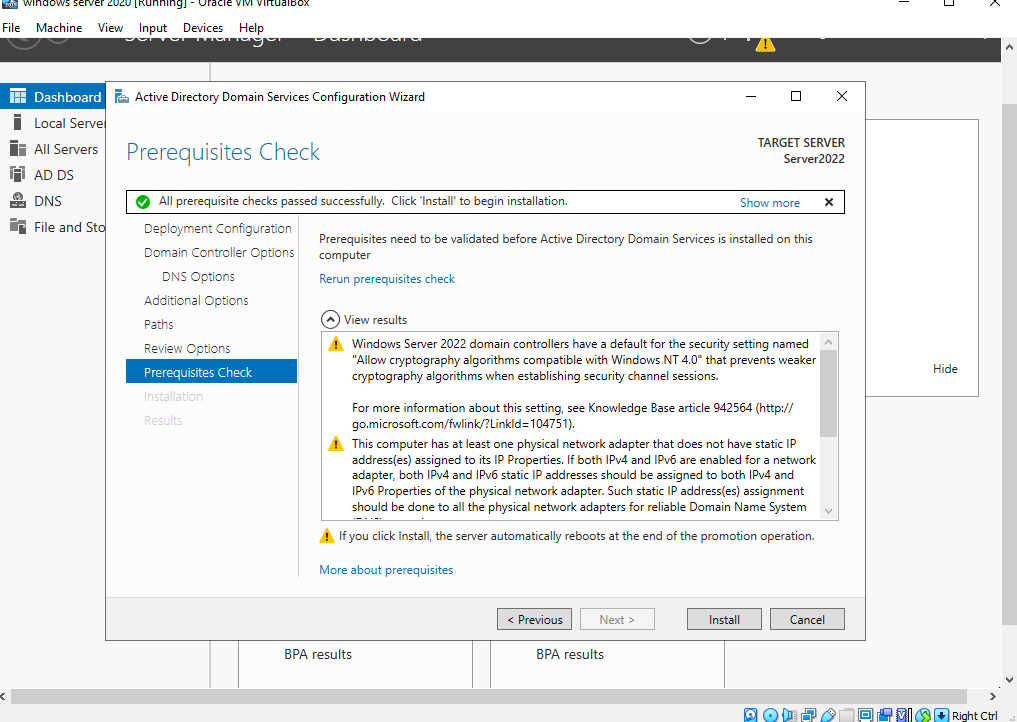 windows server 2020 [Running] - Oracle VM VirtualBox
File Machine View Input Devices Help
Server Manager Dashboard
Dashboard
Local Server
All Servers
AD DS
DNS
File and Sto
Active Directory Domain Services Configuration Wizard
Prerequisites Check
TARGET SERVER
Server2022
All prerequisite checks passed successfully. Click 'Install' to begin installation.
Show more
Deployment Configuration
Domain Controller Options
DNS Options
Additional Options
Paths
Review Options
Prerequisites Check
Installation
Results
Prerequisites need to be validated before Active Directory Domain Services is installed on this
computer
Rerun prerequisites check
View results
Windows Server 2022 domain controllers have a default for the security setting named
"Allow cryptography algorithms compatible with Windows NT 4.0" that prevents weaker
cryptography algorithms when establishing security channel sessions.
For more information about this setting, see Knowledge Base article 942564 (http://
go.microsoft.com/fwlink/?LinkId=104751).
This computer has at least one physical network adapter that does not have static IP
address(es) assigned to its IP Properties. If both IPv4 and IPv6 are enabled for a network
adapter, both IPv4 and IPv6 static IP addresses should be assigned to both IPv4 and
IPv6 Properties of the physical network adapter. Such static IP address(es) assignment
should be done to all the physical network adapters for reliable Domain Name System
If you click Install, the server automatically reboots at the end of the promotion operation.
More about prerequisites
< Previous
Next >
Install
Cancel
Hide
BPA results
BPA results
Right Ctrl